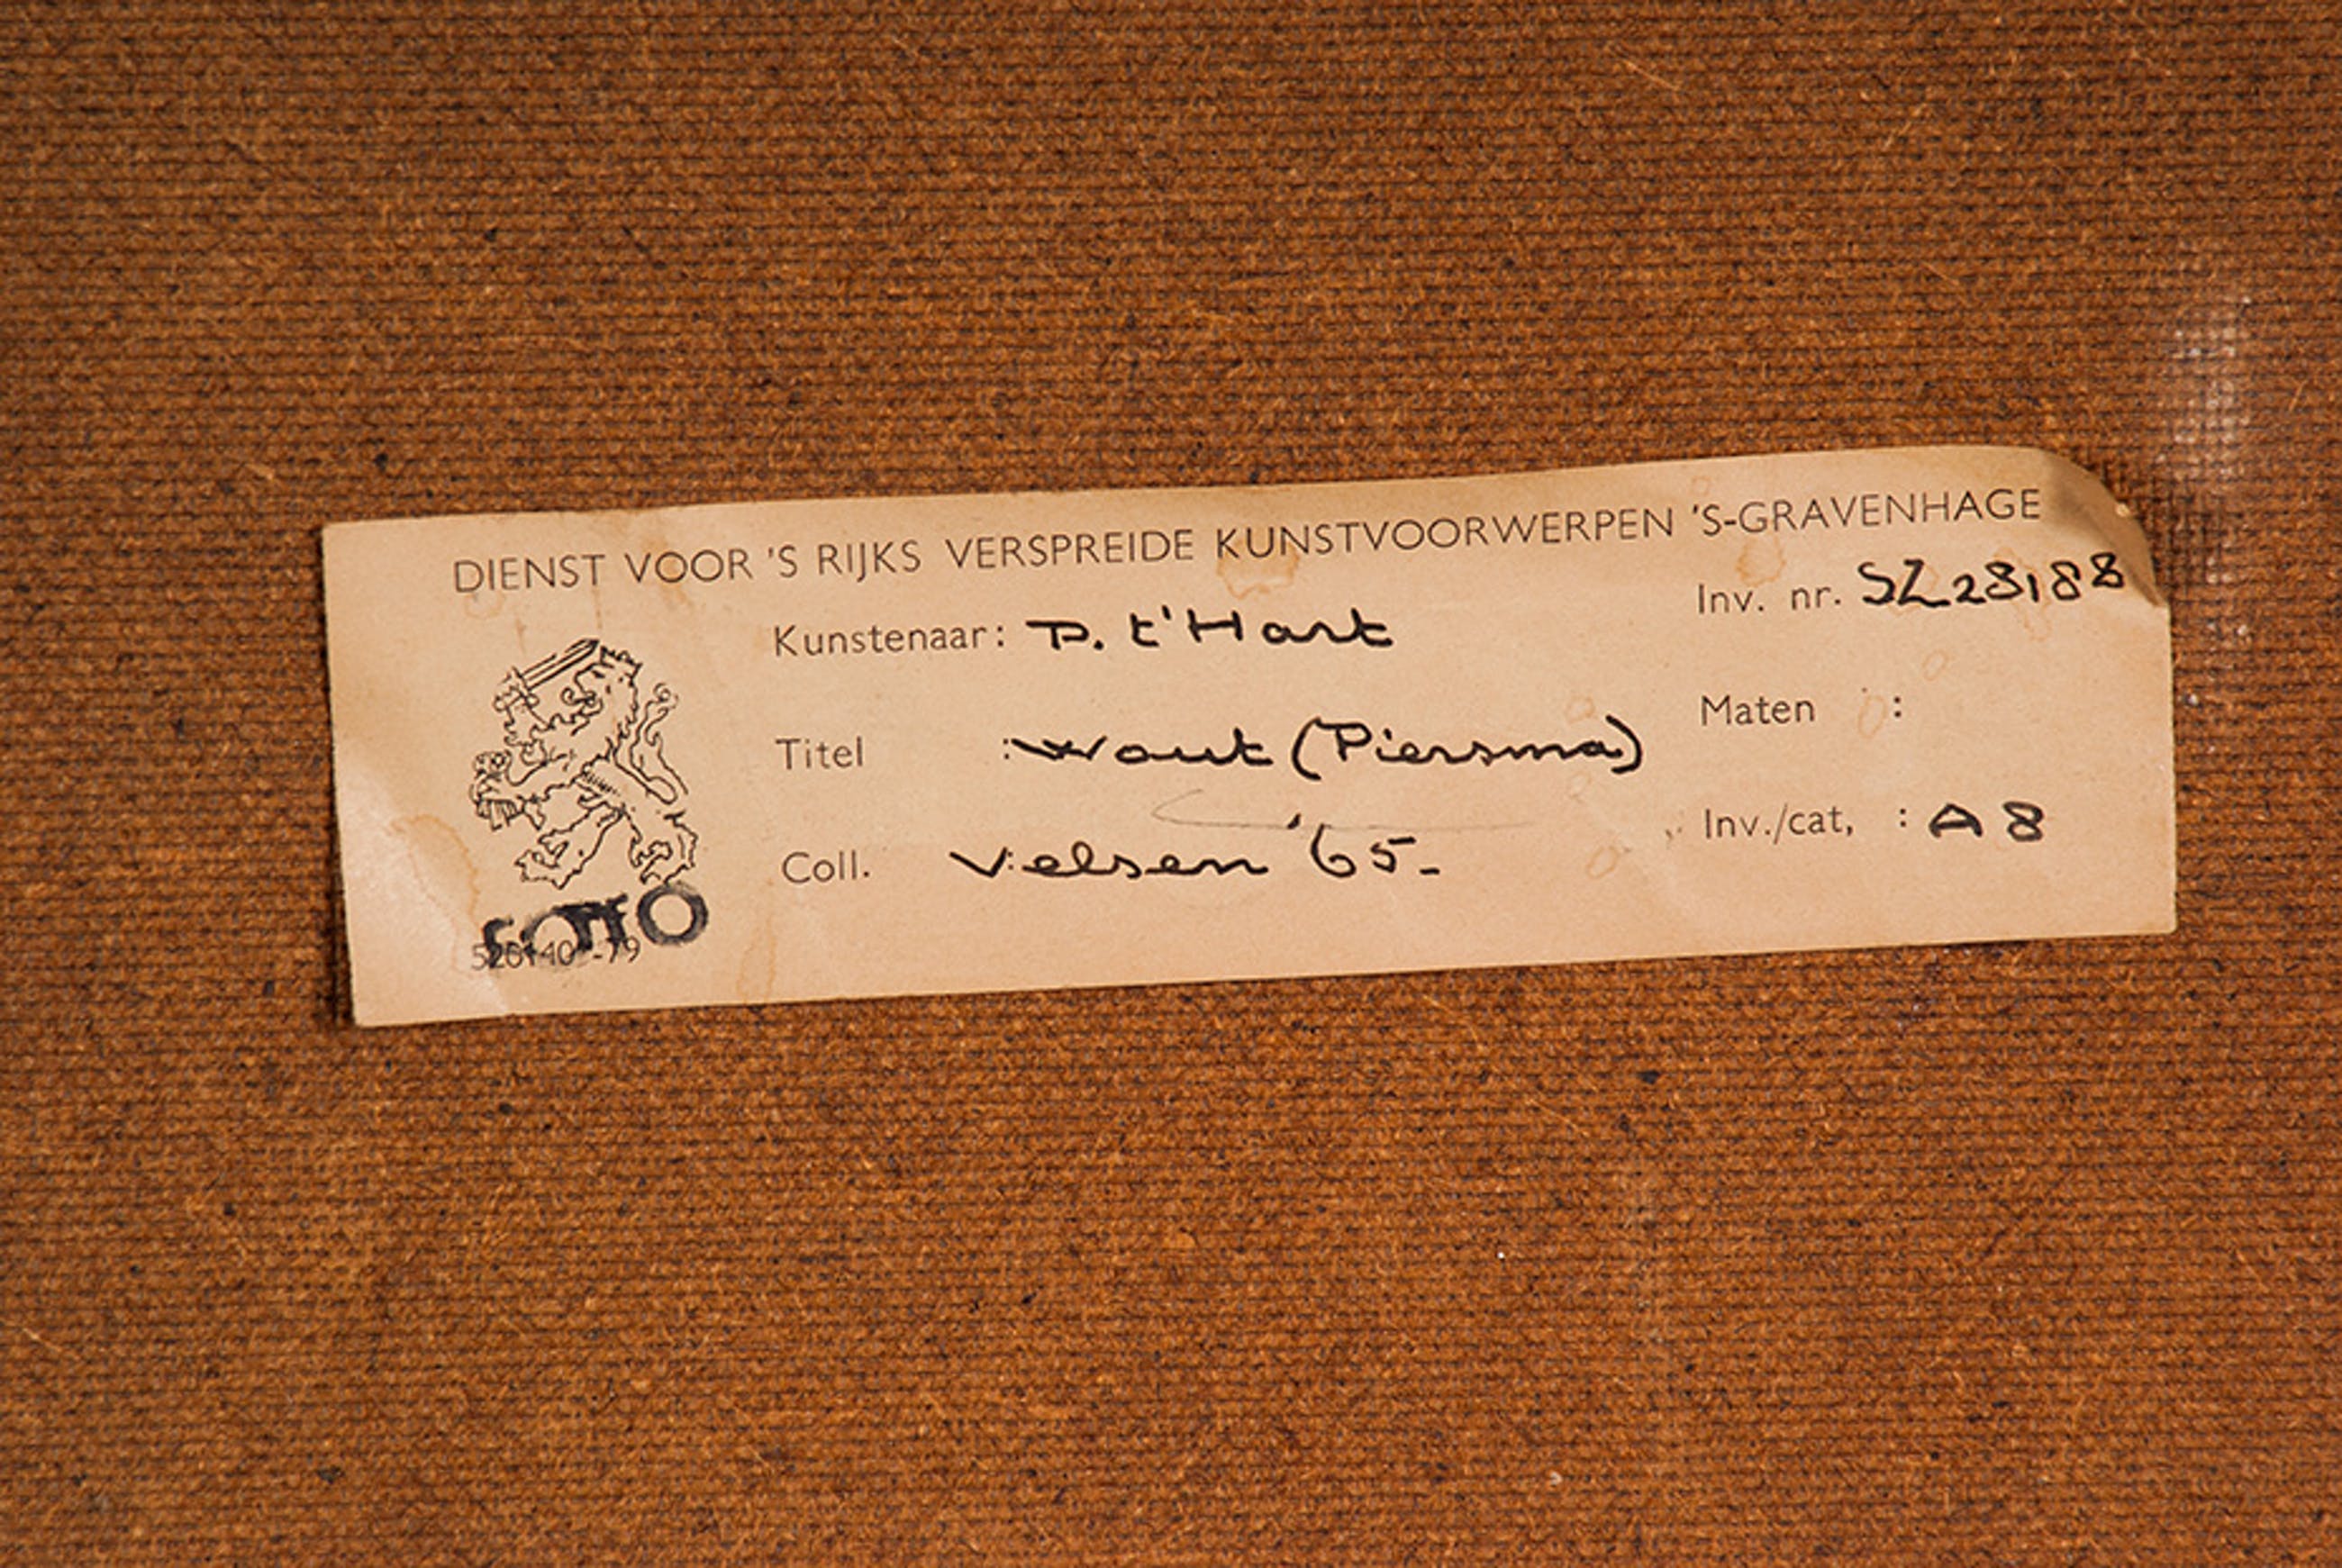 DIENST VOOR 'S RIJKS VERSPREIDE KUNSTVOORWERPEN 'S-GRAVENHAGE
Kunstenaar: P. t'Hart
Inv. nr. SZ28188
Titel : Wout (Piersma)
Maten :
Coll. Velsen '65.-
Inv./cat, : A8
FOTO